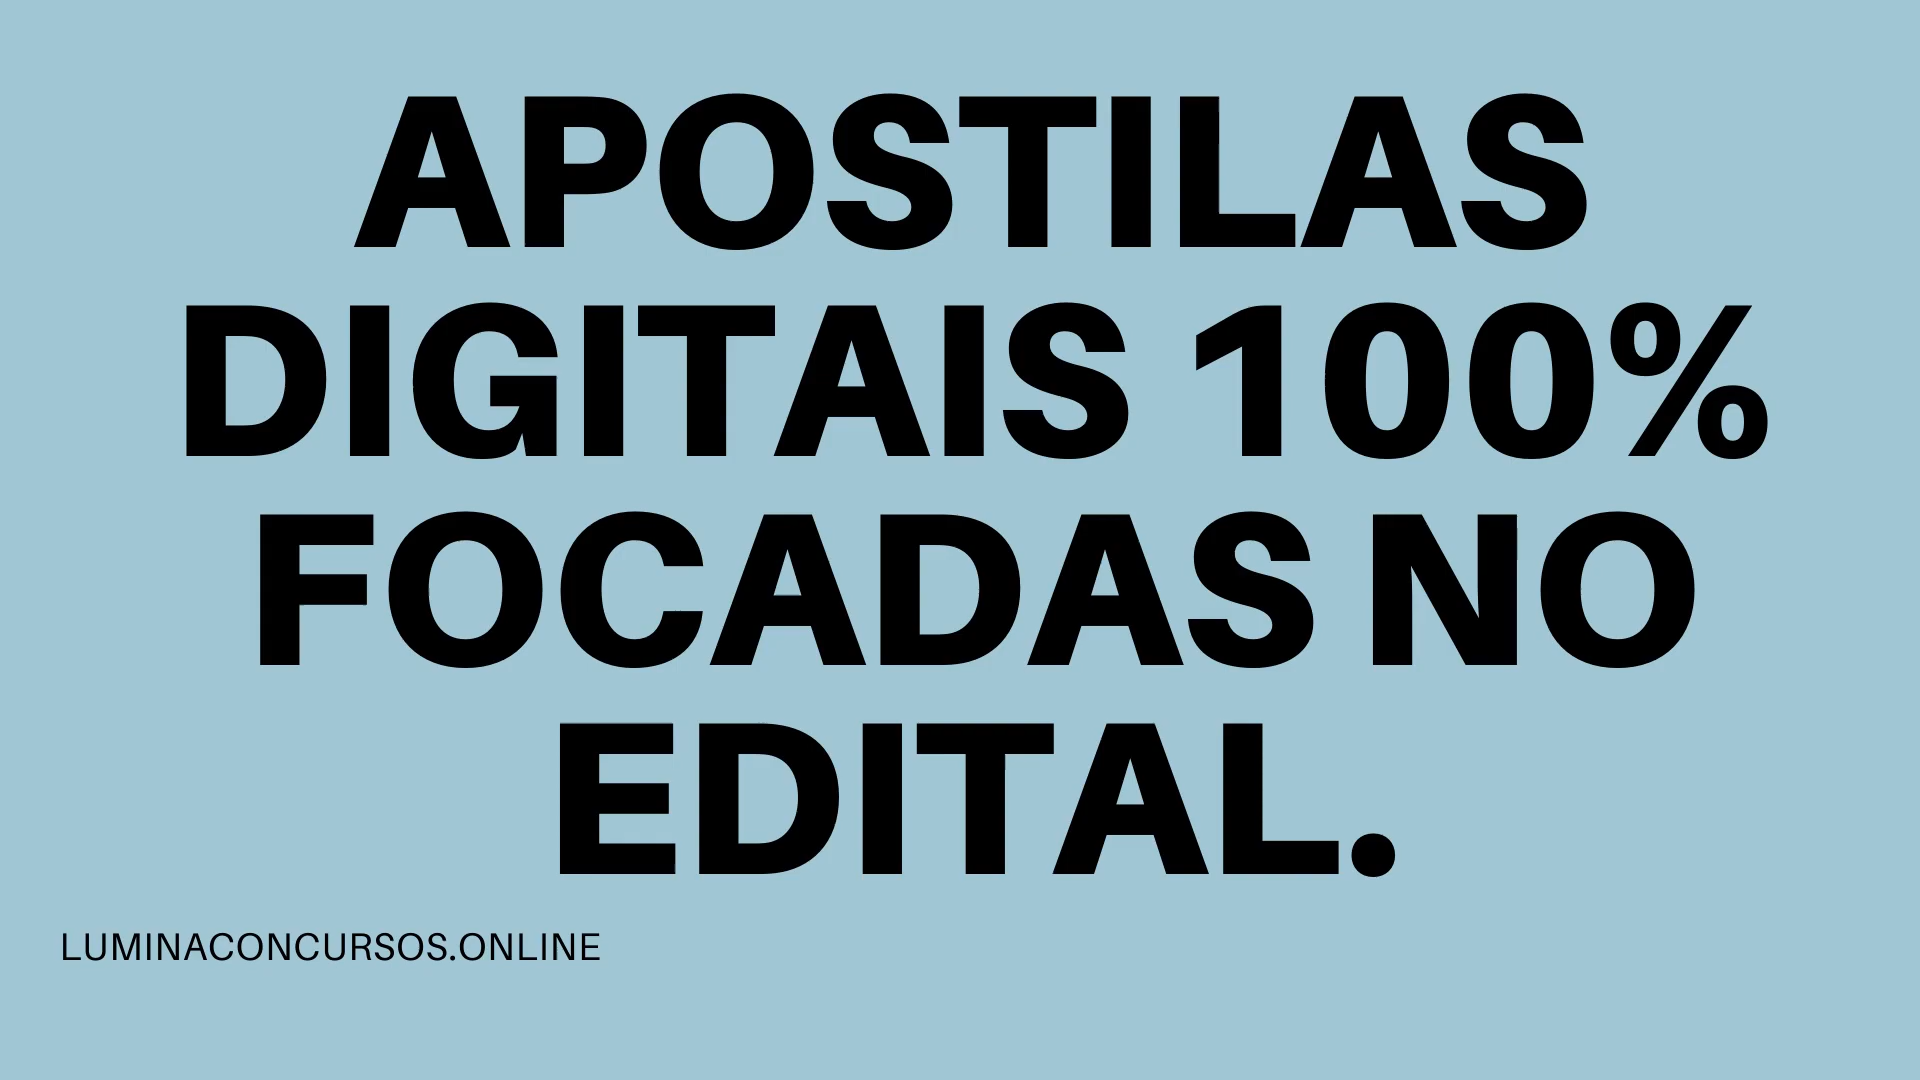 APOSTILAS
DIGITAIS 100%
FOCADAS NO
EDITAL.
LUMINACONCURSOS.ONLINE